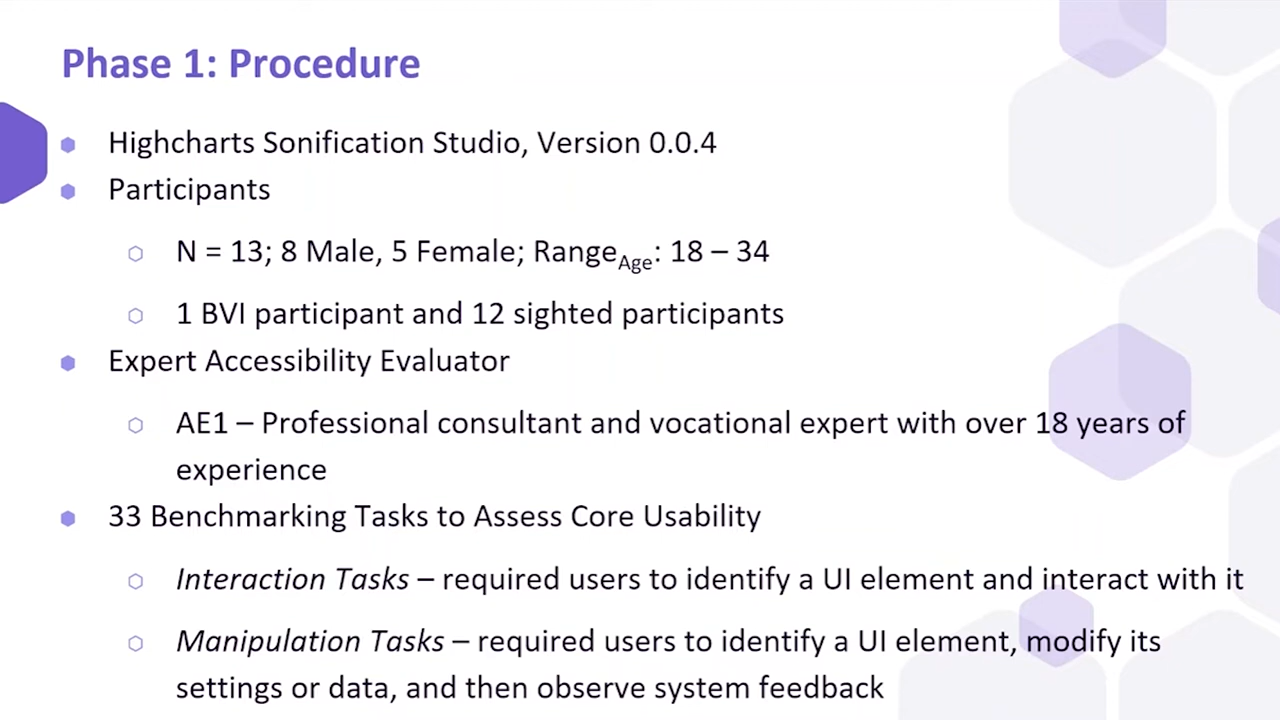 Phase 1: Procedure
Highcharts Sonification Studio, Version 0.0.4
Participants
N = 13; 8 Male, 5 Female; RangeAge: 18 – 34
1 BVI participant and 12 sighted participants
Expert Accessibility Evaluator
AE1 – Professional consultant and vocational expert with over 18 years of
experience
33 Benchmarking Tasks to Assess Core Usability
Interaction Tasks – required users to identify a UI element and interact with it
Manipulation Tasks – required users to identify a UI element, modify its
settings or data, and then observe system feedback